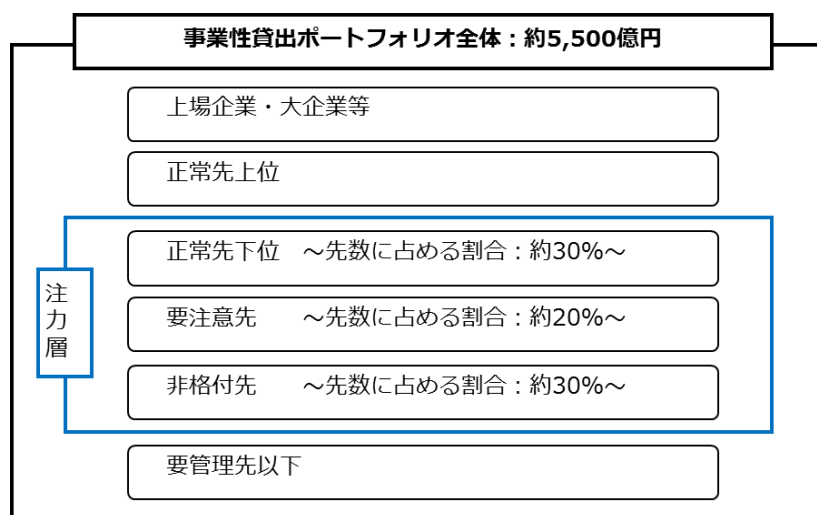 事業性貸出ポートフォリオ全体：約5,500億円
上場企業・大企業等
正常先上位
正常先下位　～先数に占める割合：約30%～
要注意先　　～先数に占める割合：約20%～
非格付先　　～先数に占める割合：約30%～
注力層
要管理先以下